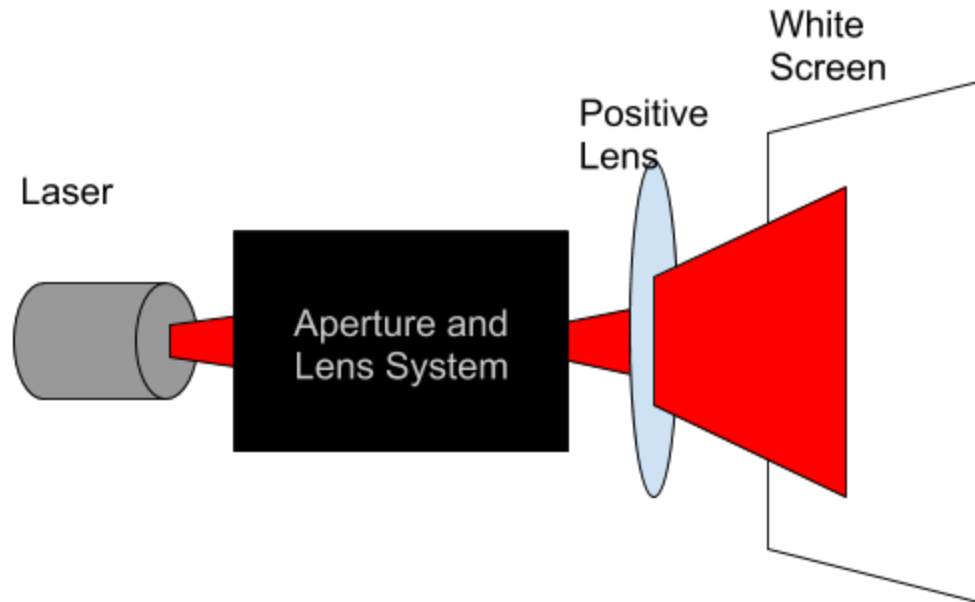 White
Screen
Positive
Lens
Laser
Aperture and
Lens System